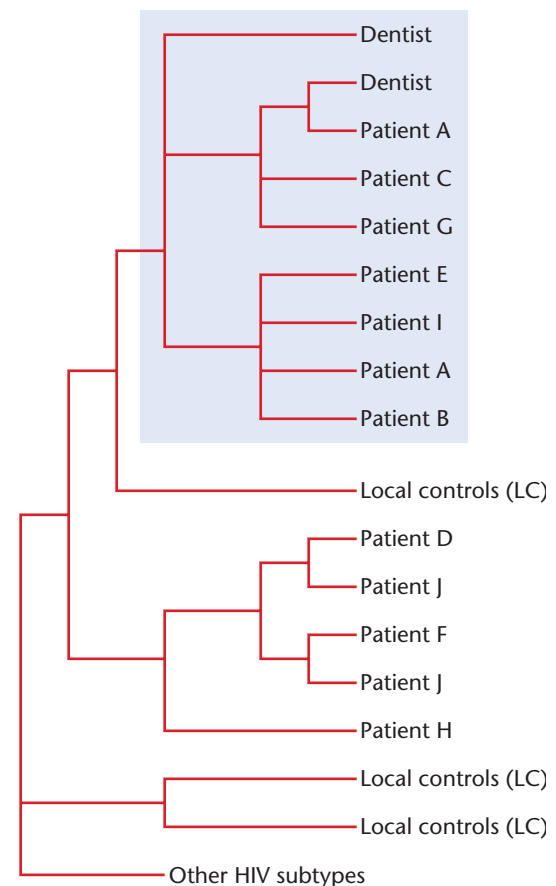 Dentist
Dentist
Patient A
Patient C
Patient G
Patient E
Patient I
Patient A
Patient B
Local controls (LC)
Patient D
Patient J
Patient F
Patient J
Patient H
Local controls (LC)
Local controls (LC)
Other HIV subtypes